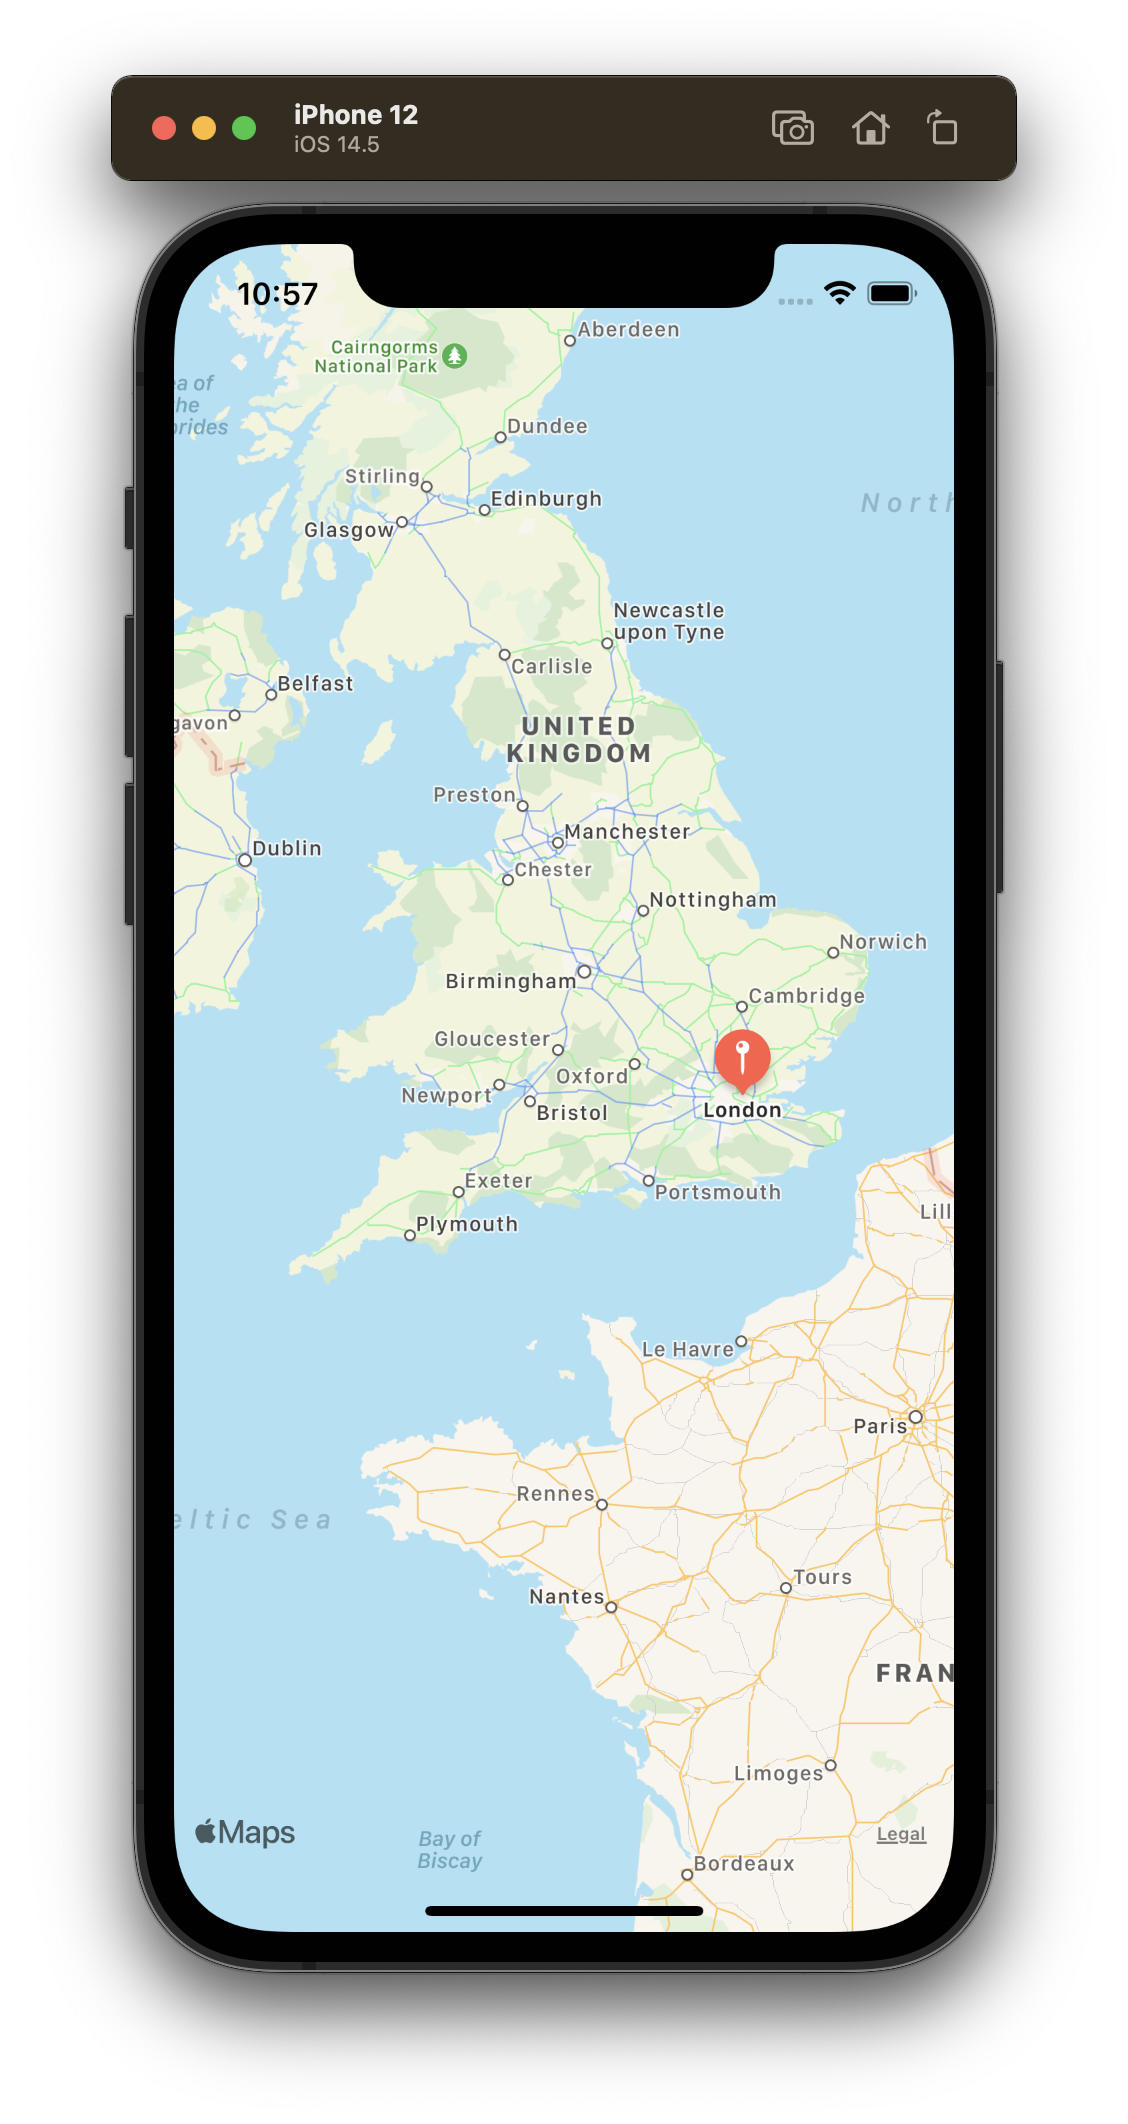 iPhone 12
iOS 14.5
10:57
Aberdeen
Cairngorms
National Park
ea of
the
brides
Dundee
Stirling
Edinburgh
North
Glasgow
Newcastle
upon Tyne
Carlisle
Belfast
gavon
UNITED
KINGDOM
Preston
Manchester
Dublin
Chester
Nottingham
Norwich
Birmingham
Cambridge
Gloucester
Oxford
Newport
Bristol
London
Exeter
Portsmouth
Lill
Plymouth
Le Havre
Paris
Rennes
eltic Sea
Tours
Nantes
FRAN
Limoges
Maps
Legal
Bay of
Biscay
Bordeaux